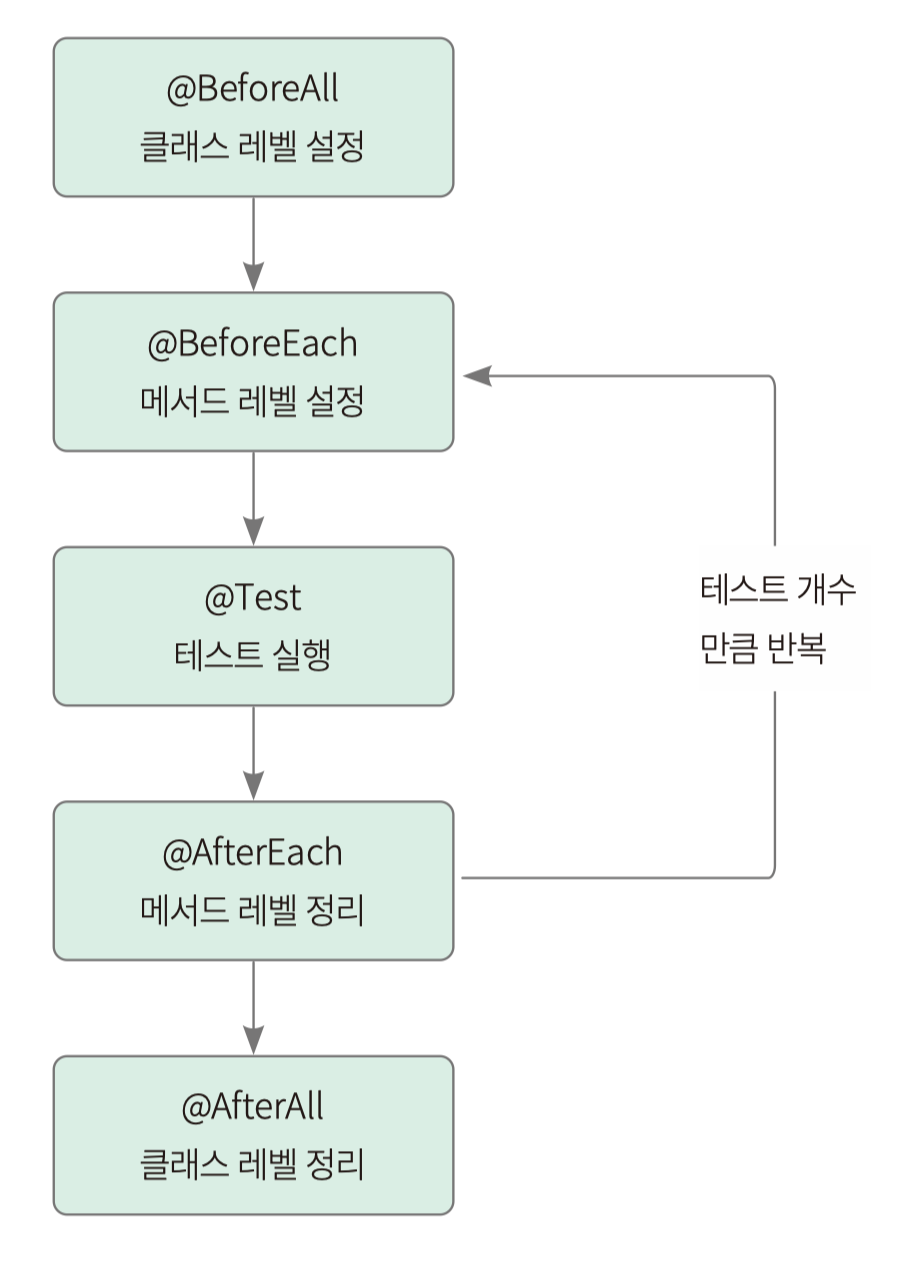 @BeforeAll
클래스 레벨 설정
@BeforeEach
메서드 레벨 설정
@Test
테스트 실행
테스트 개수
만큼 반복
@AfterEach
메서드 레벨 정리
@AfterAll
클래스 레벨 정리